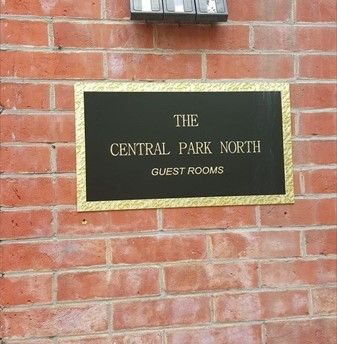 THE
CENTRAL PARK NORTH
GUEST ROOMS